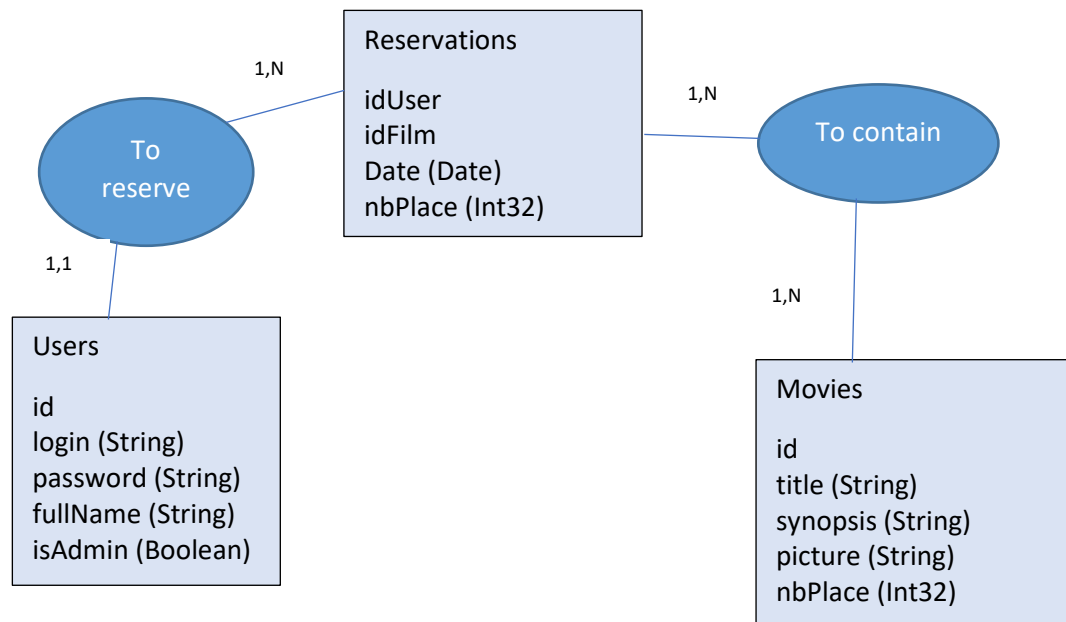 Reservations
idUser
idFilm
Date (Date)
nbPlace (Int32)
1,N
1,N
To
reserve
To contain
1,1
1,N
Users
id
login (String)
password (String)
fullName (String)
isAdmin (Boolean)
Movies
id
title (String)
synopsis (String)
picture (String)
nbPlace (Int32)